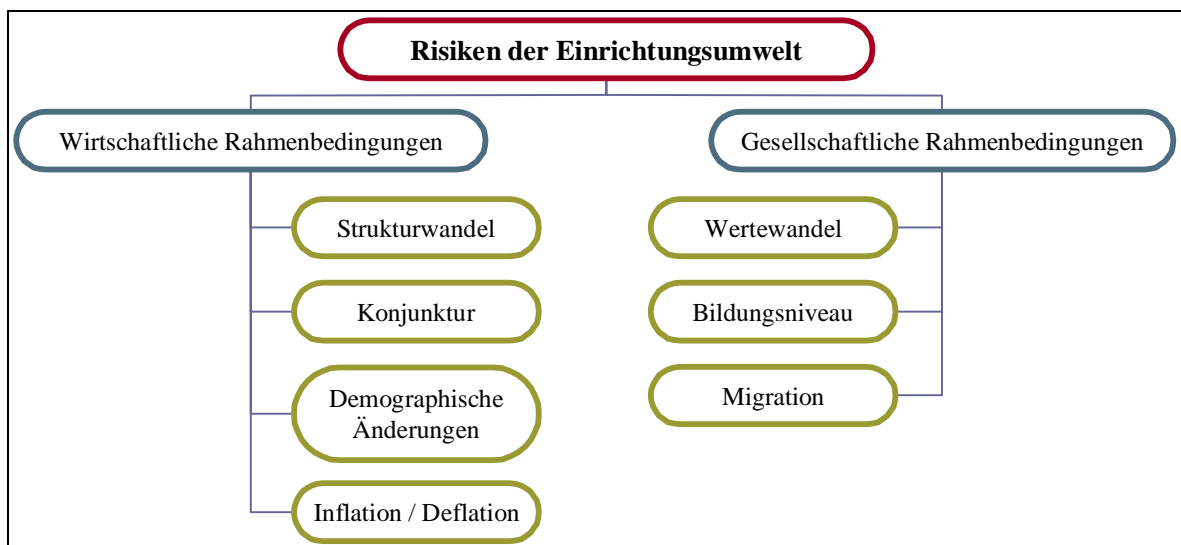 Risiken der Einrichtungsumwelt
Wirtschaftliche Rahmenbedingungen
Gesellschaftliche Rahmenbedingungen
Strukturwandel
Wertewandel
Konjunktur
Bildungsniveau
Demographische
Änderungen
Migration
Inflation / Deflation